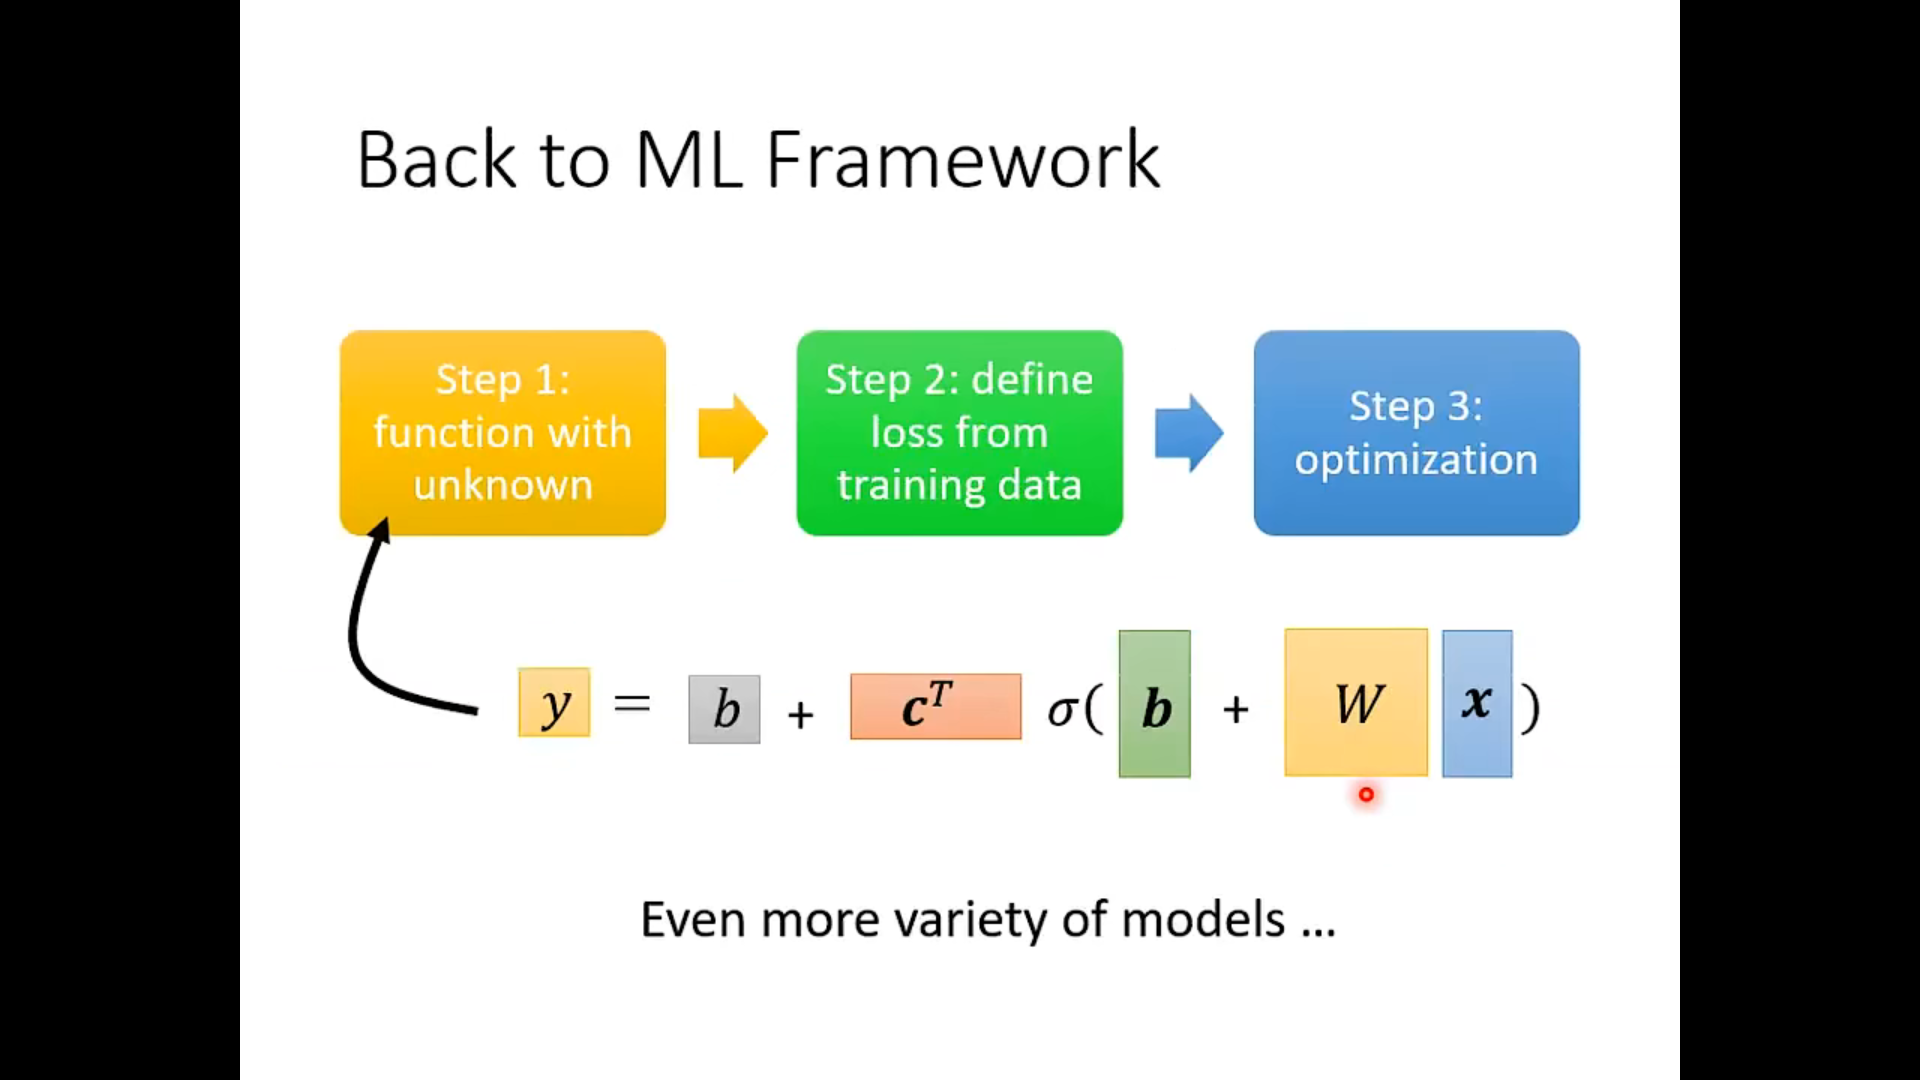 Back to ML Framework
Step 1:
function with
unknown
Step 2: define
loss from
training data
Step 3:
optimization
y = b + cᵀ σ( b + W x )
Even more variety of models ...